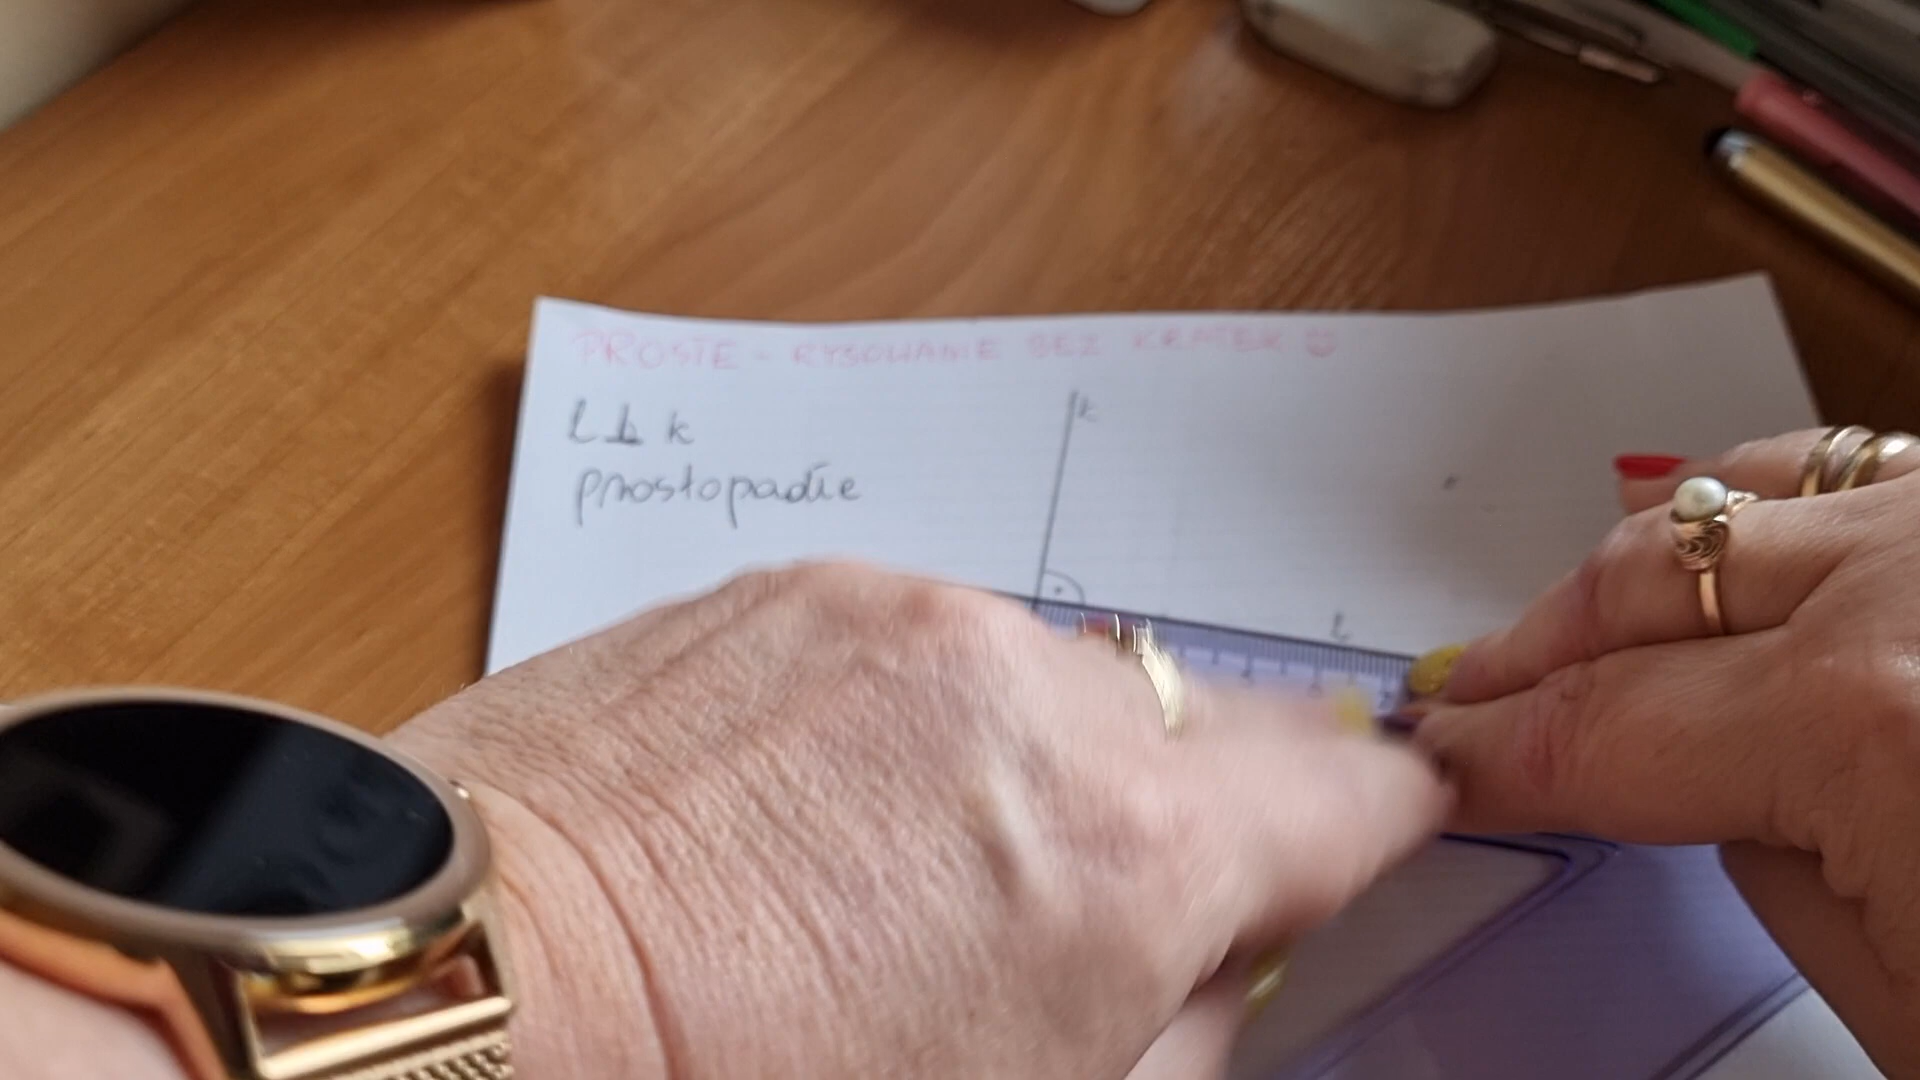 PROSTE - RYSOWANIE BEZ KRATEK
l ⊥ k
prostopadłe
k
l